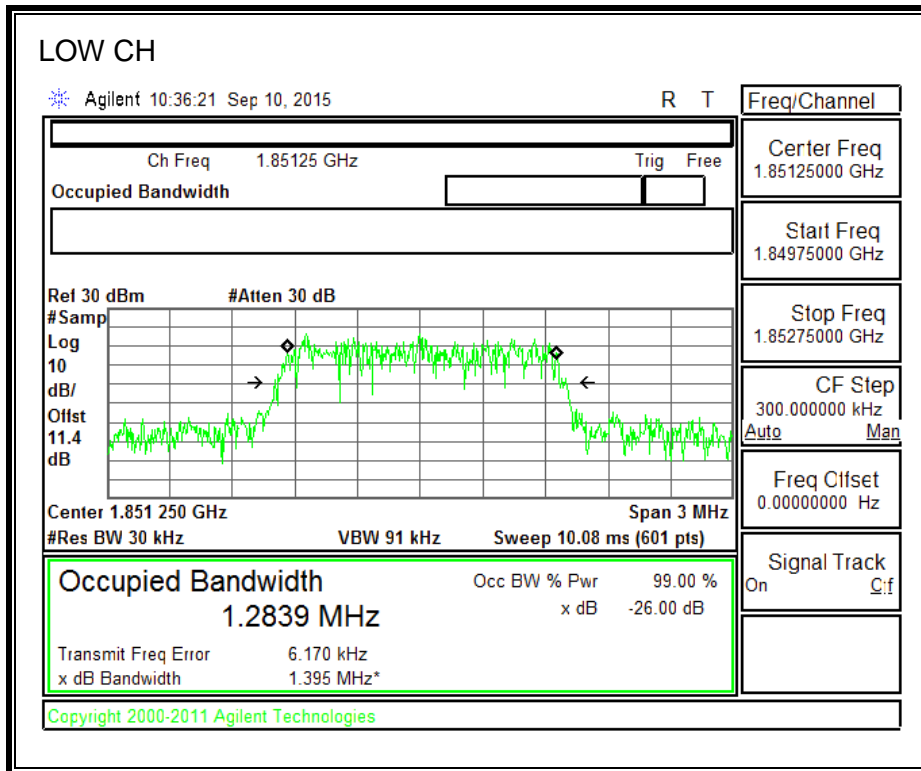 LOW CH
Agilent 10:36:21 Sep 10, 2015 R T
Freq/Channel
Ch Freq 1.85125 GHz Trig Free
Occupied Bandwidth
Center Freq
1.85125000 GHz
Start Freq
1.84975000 GHz
Stop Freq
1.85275000 GHz
CF Step
300.000000 kHz
Auto Man
Freq Offset
0.00000000 Hz
Signal Track
On Off
Ref 30 dBm #Atten 30 dB
#Samp
Log
10
dB/
Offst
11.4
dB
Center 1.851 250 GHz Span 3 MHz
#Res BW 30 kHz VBW 91 kHz Sweep 10.08 ms (601 pts)
Occupied Bandwidth
1.2839 MHz
Occ BW % Pwr 99.00 %
x dB -26.00 dB
Transmit Freq Error 6.170 kHz
x dB Bandwidth 1.395 MHz*
Copyright 2000-2011 Agilent Technologies